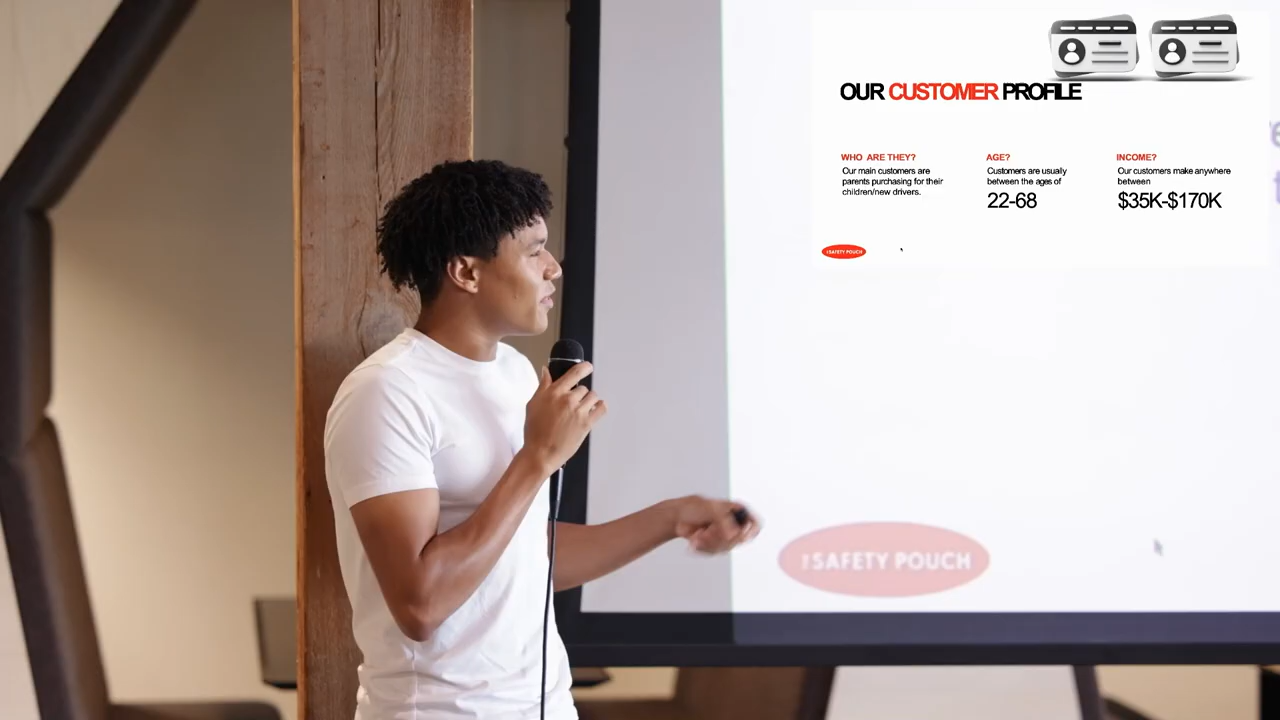 OUR CUSTOMER PROFILE
WHO ARE THEY?
Our main customers are
parents purchasing for their
children/new drivers.
AGE?
Customers are usually
between the ages of
22-68
INCOME?
Our customers make anywhere
between
$35K-$170K
THE SAFETY POUCH
THE SAFETY POUCH